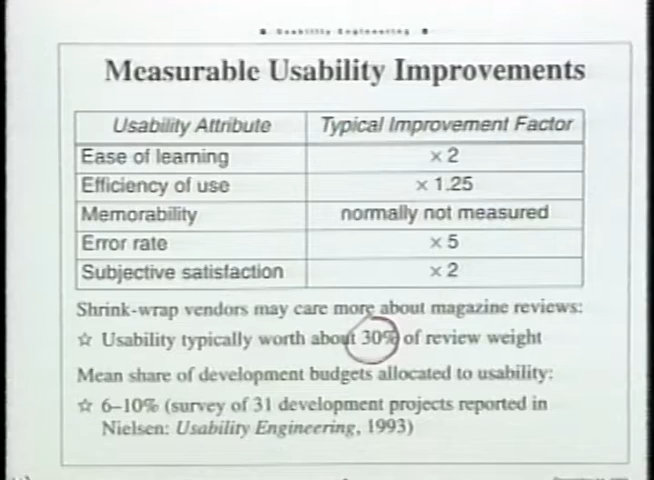 Usability Engineering
Measurable Usability Improvements
Usability Attribute Typical Improvement Factor
Ease of learning × 2
Efficiency of use × 1.25
Memorability normally not measured
Error rate × 5
Subjective satisfaction × 2
Shrink-wrap vendors may care more about magazine reviews:
☆ Usability typically worth about 30% of review weight
Mean share of development budgets allocated to usability:
☆ 6–10% (survey of 31 development projects reported in
Nielsen: Usability Engineering, 1993)